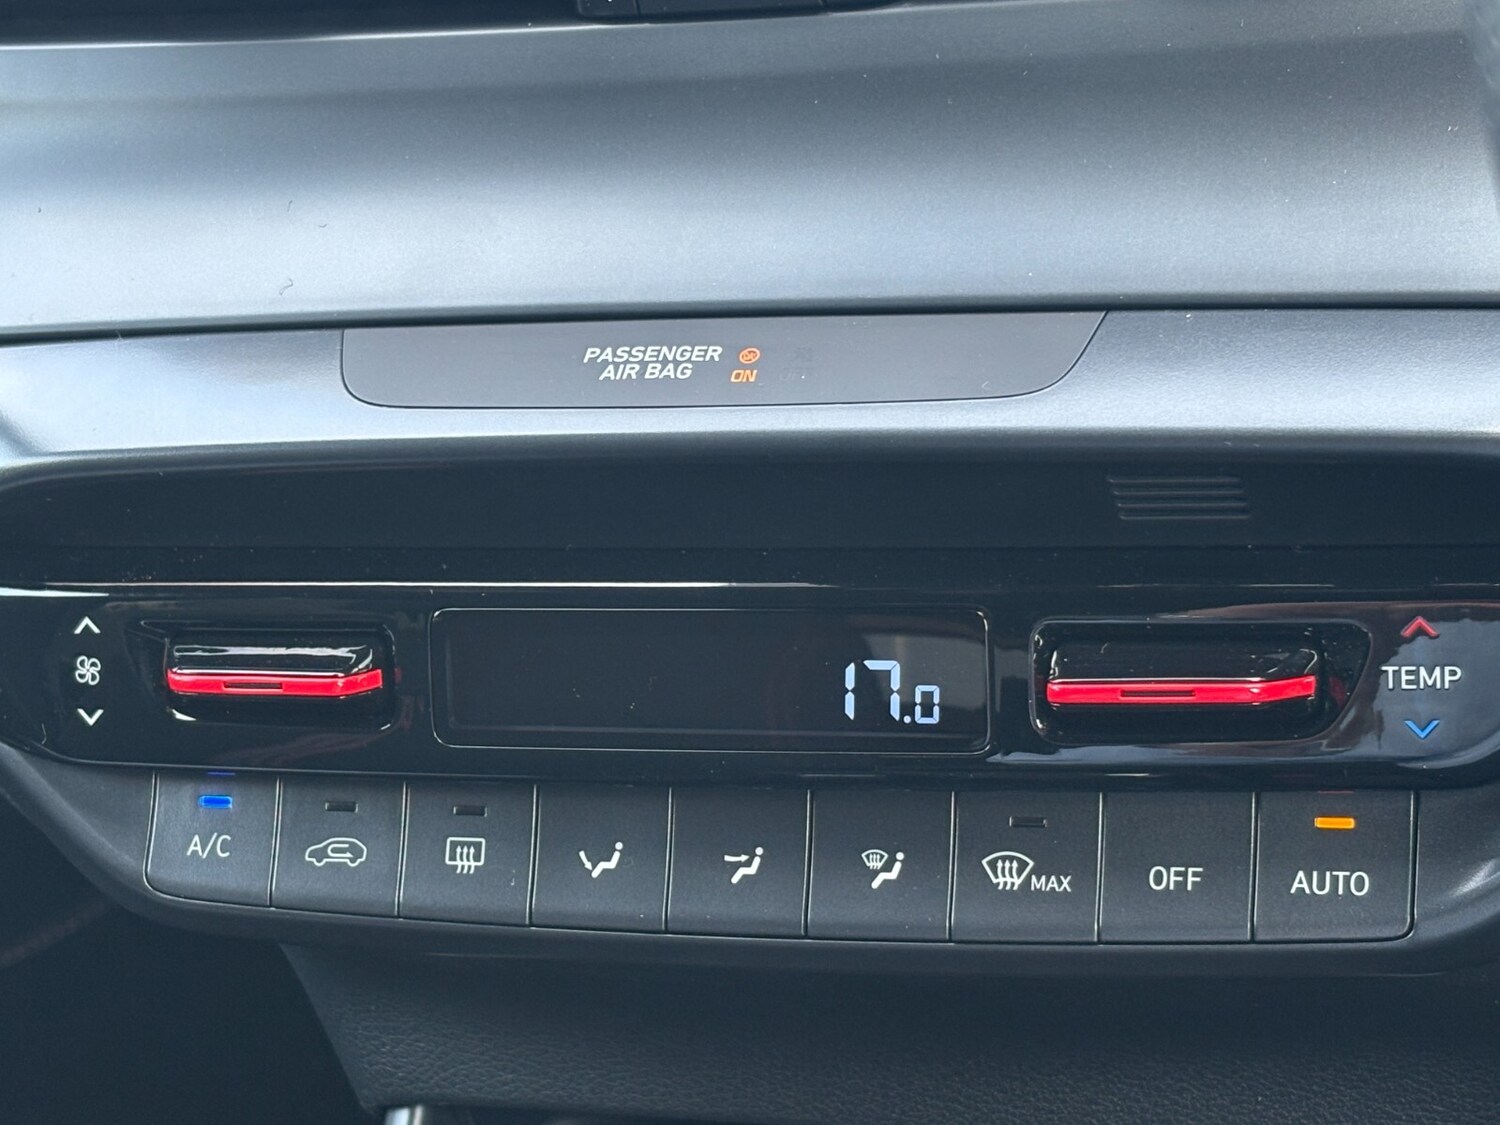 PASSENGER
AIR BAG
ON
17.0
TEMP
A/C
MAX
OFF
AUTO